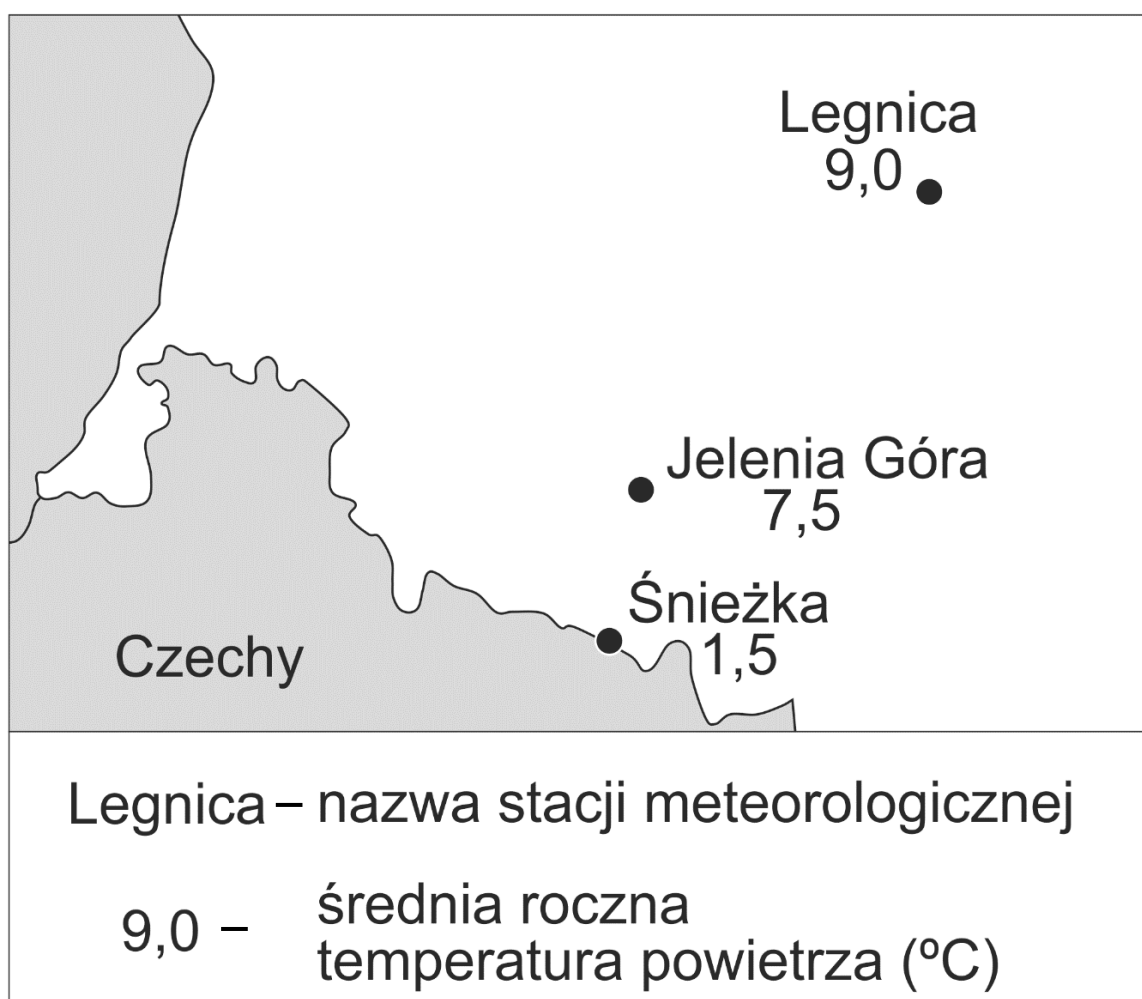 Legnica
9,0
Jelenia Góra
7,5
Śnieżka
1,5
Czechy
Legnica – nazwa stacji meteorologicznej
9,0 – średnia roczna
temperatura powietrza (ºC)